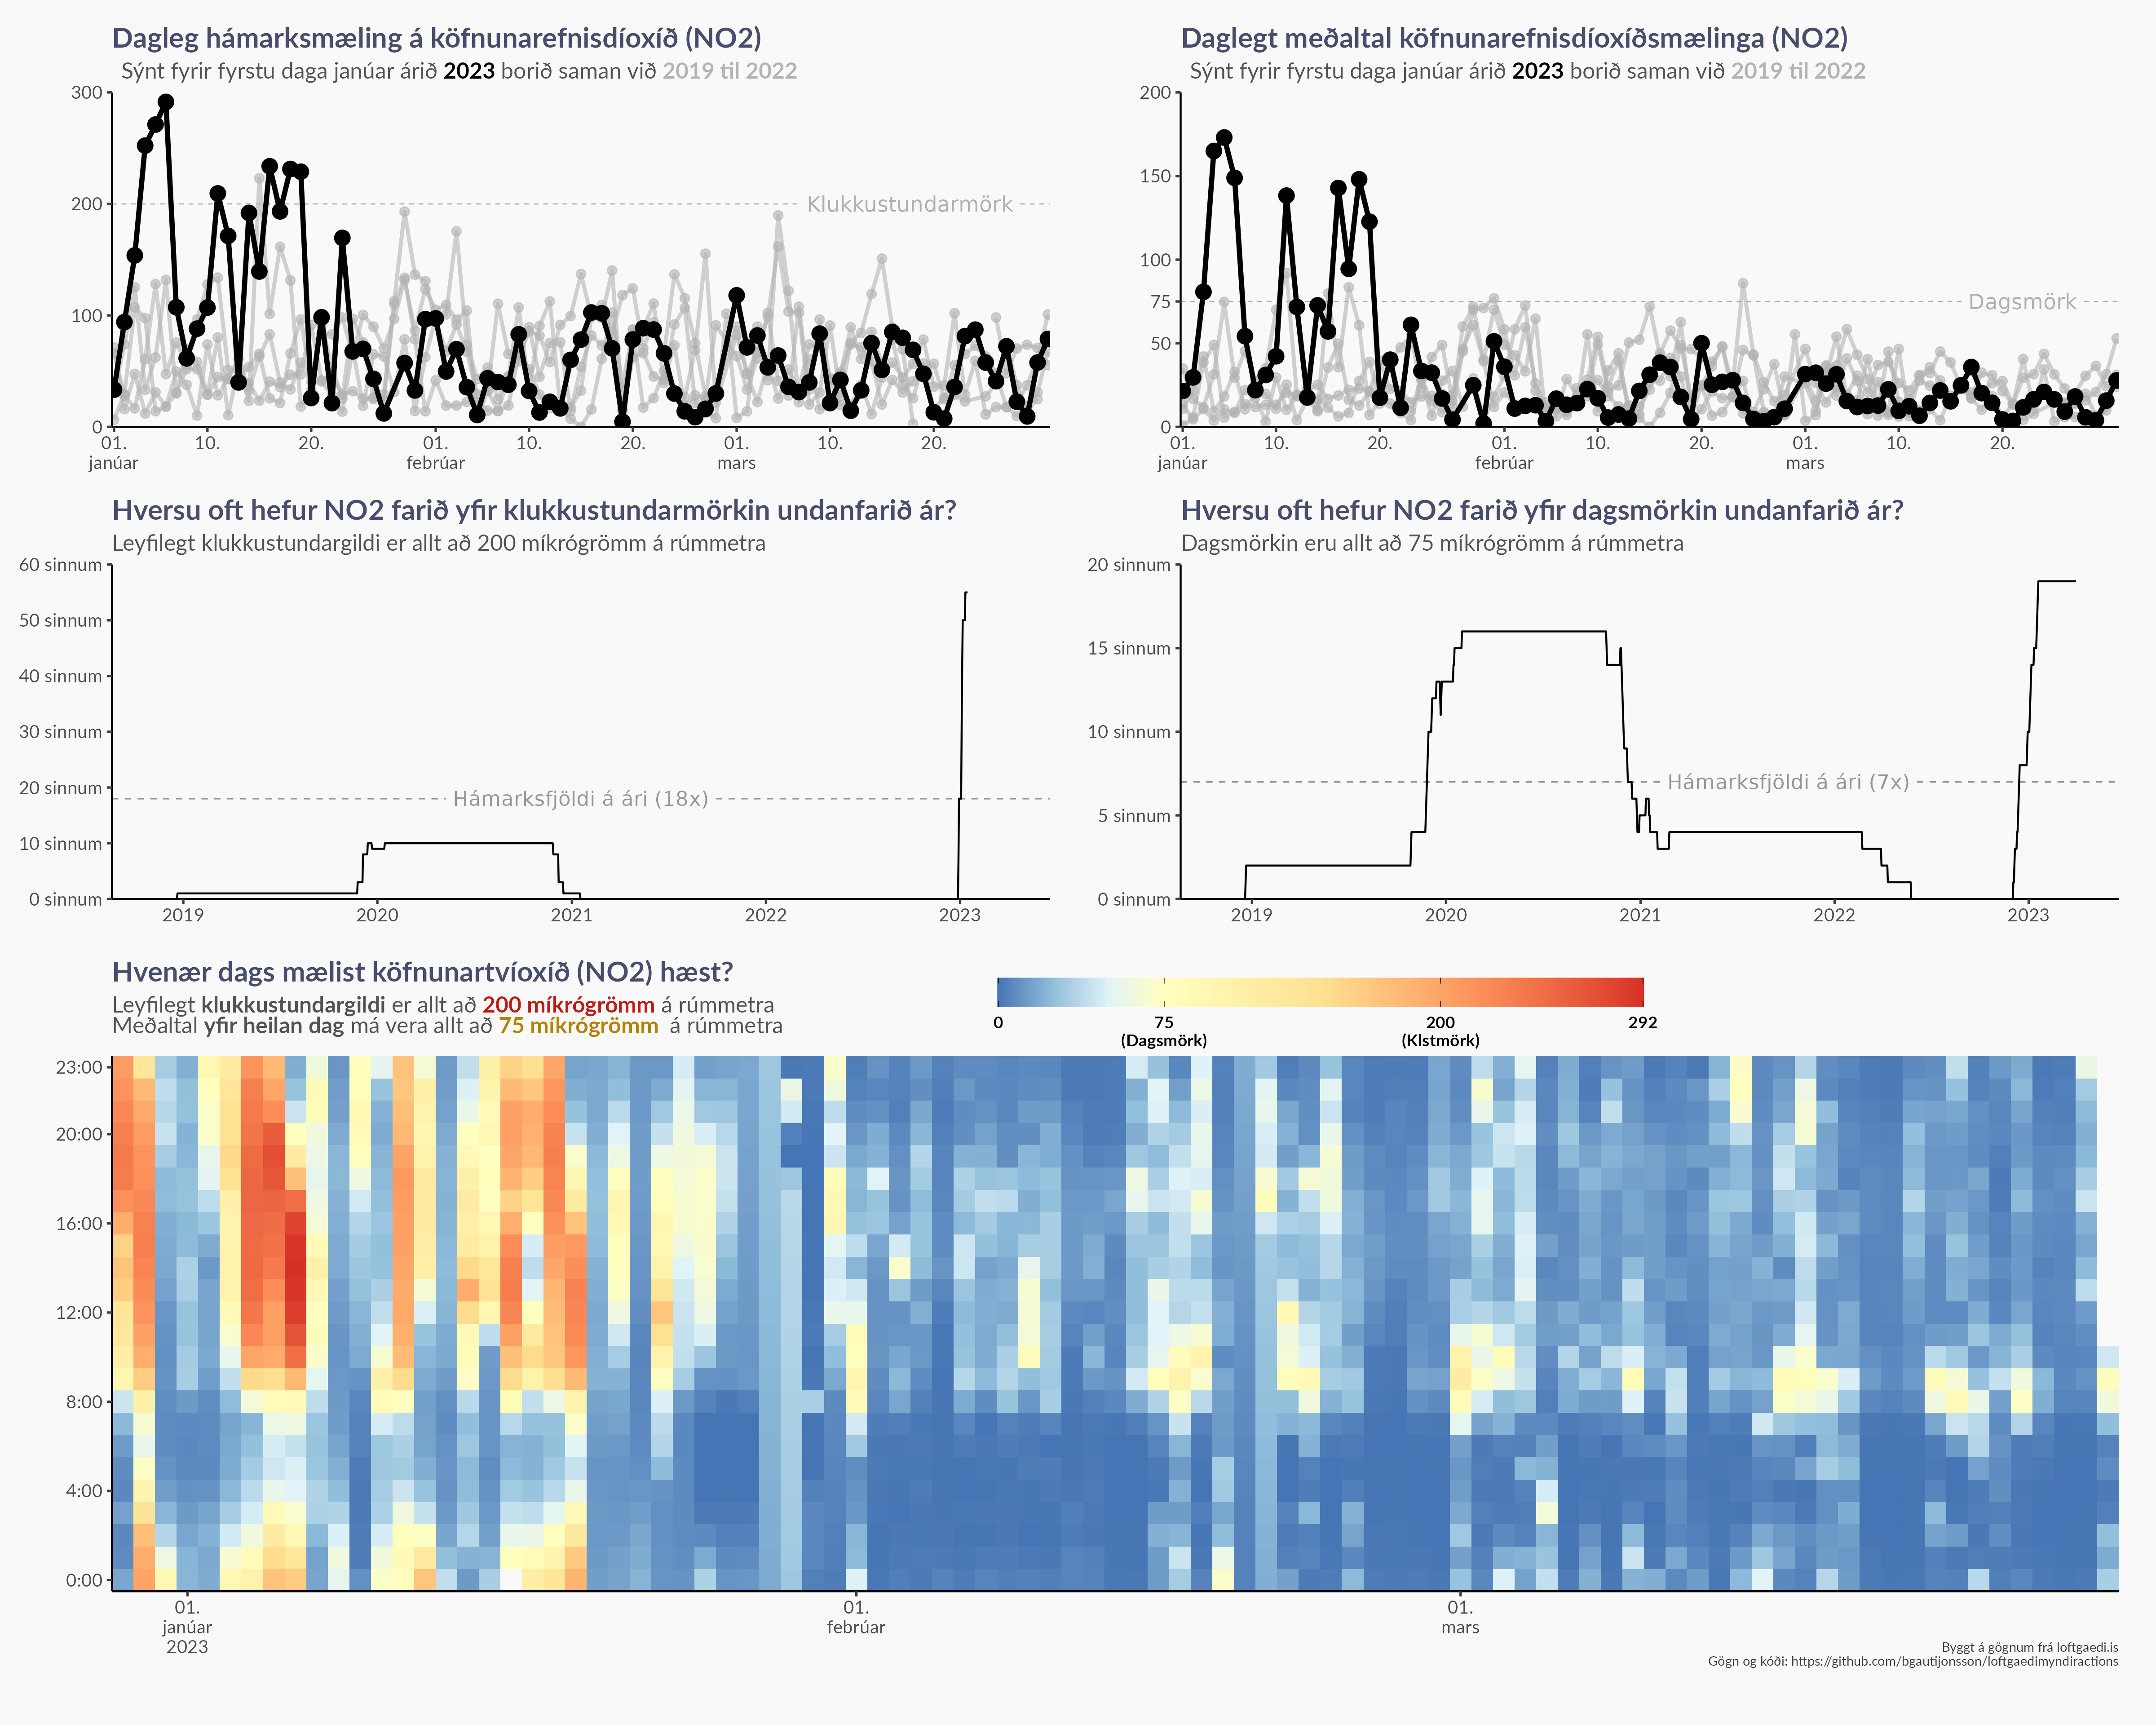 Dagleg hámarksmæling á köfnunarefnisdíoxíð (NO2)
Sýnt fyrir fyrstu daga janúar árið 2023 borið saman við 2019 til 2022
300
200
100
0
Klukkustundarmörk
01. 10. 20. 01. 10. 20. 01. 10. 20.
janúar febrúar mars
Daglegt meðaltal köfnunarefnisdíoxíðsmælinga (NO2)
Sýnt fyrir fyrstu daga janúar árið 2023 borið saman við 2019 til 2022
200
150
100
75
50
0
Dagsmörk
01. 10. 20. 01. 10. 20. 01. 10. 20.
janúar febrúar mars
Hversu oft hefur NO2 farið yfir klukkustundarmörkin undanfarið ár?
Leyfilegt klukkustundargildi er allt að 200 míkrógrömm á rúmmetra
60 sinnum
50 sinnum
40 sinnum
30 sinnum
20 sinnum
10 sinnum
0 sinnum
Hámarksfjöldi á ári (18x)
2019 2020 2021 2022 2023
Hversu oft hefur NO2 farið yfir dagsmörkin undanfarið ár?
Dagsmörkin eru allt að 75 míkrógrömm á rúmmetra
20 sinnum
15 sinnum
10 sinnum
5 sinnum
0 sinnum
Hámarksfjöldi á ári (7x)
2019 2020 2021 2022 2023
Hvenær dags mælist köfnunartvíoxíð (NO2) hæst?
Leyfilegt klukkustundargildi er allt að 200 míkrógrömm á rúmmetra
Meðaltal yfir heilan dag má vera allt að 75 míkrógrömm á rúmmetra
0 75 200 292
(Dagsmörk) (Klstmörk)
23:00
20:00
16:00
12:00
8:00
4:00
0:00
01. 01. 01.
janúar febrúar mars
2023
Byggt á gögnum frá loftgaedi.is
Gögn og kóði: https://github.com/bgautijonsson/loftgaedimyndiractions